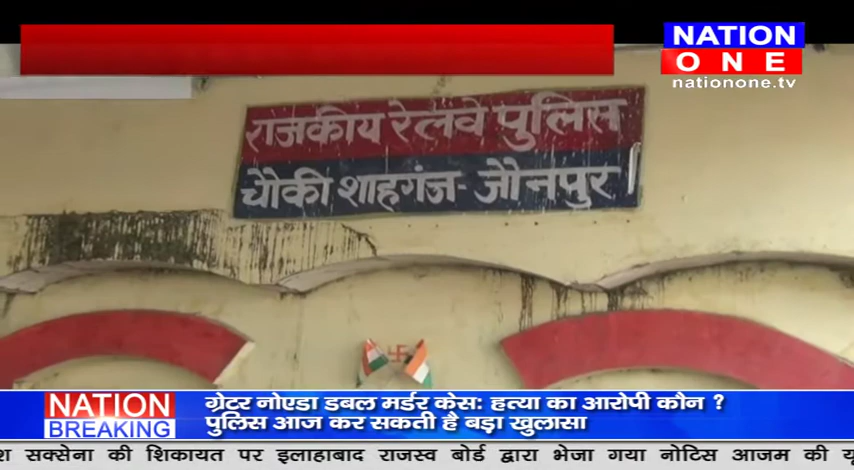 NATION
ONE
nationone.tv
राजकीय रेलवे पुलिस
चौकी शाहगंज-जौनपुर
NATION
BREAKING
ग्रेटर नोएडा डबल मर्डर केस: हत्या का आरोपी कौन ?
पुलिस आज कर सकती है बड़ा खुलासा
सक्सेना की शिकायत पर इलाहाबाद राजस्व बोर्ड द्वारा भेजा गया नोटिस आजम की